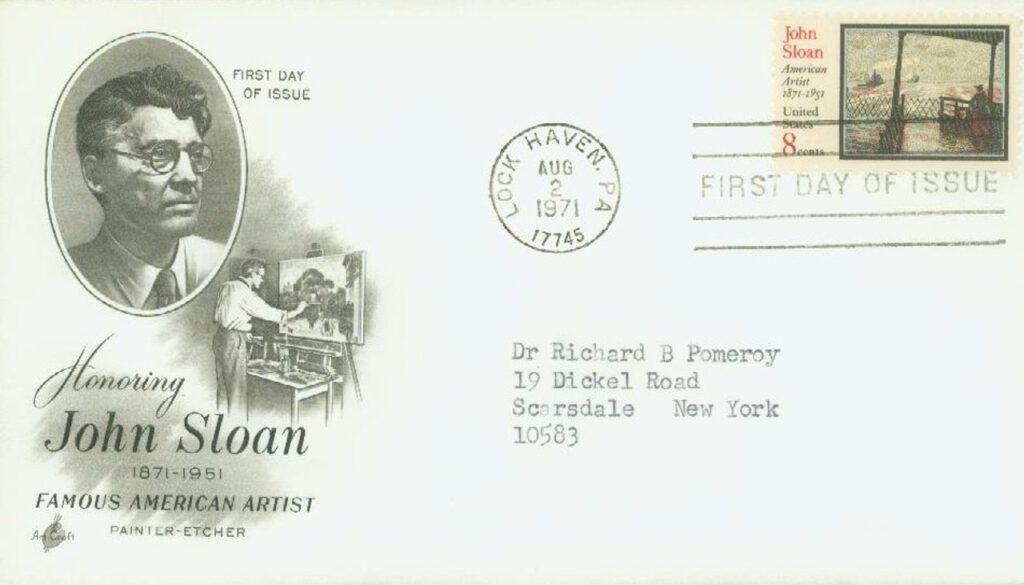 FIRST DAY
OF ISSUE
Honoring
John Sloan
1871-1951
FAMOUS AMERICAN ARTIST
PAINTER-ETCHER
Art Craft
LOCK HAVEN, PA
AUG
2
1971
17745
John
Sloan
American
Artist
1871-1951
United
States
8 cents
FIRST DAY OF ISSUE
Dr Richard B Pomeroy
19 Dickel Road
Scarsdale New York
10583